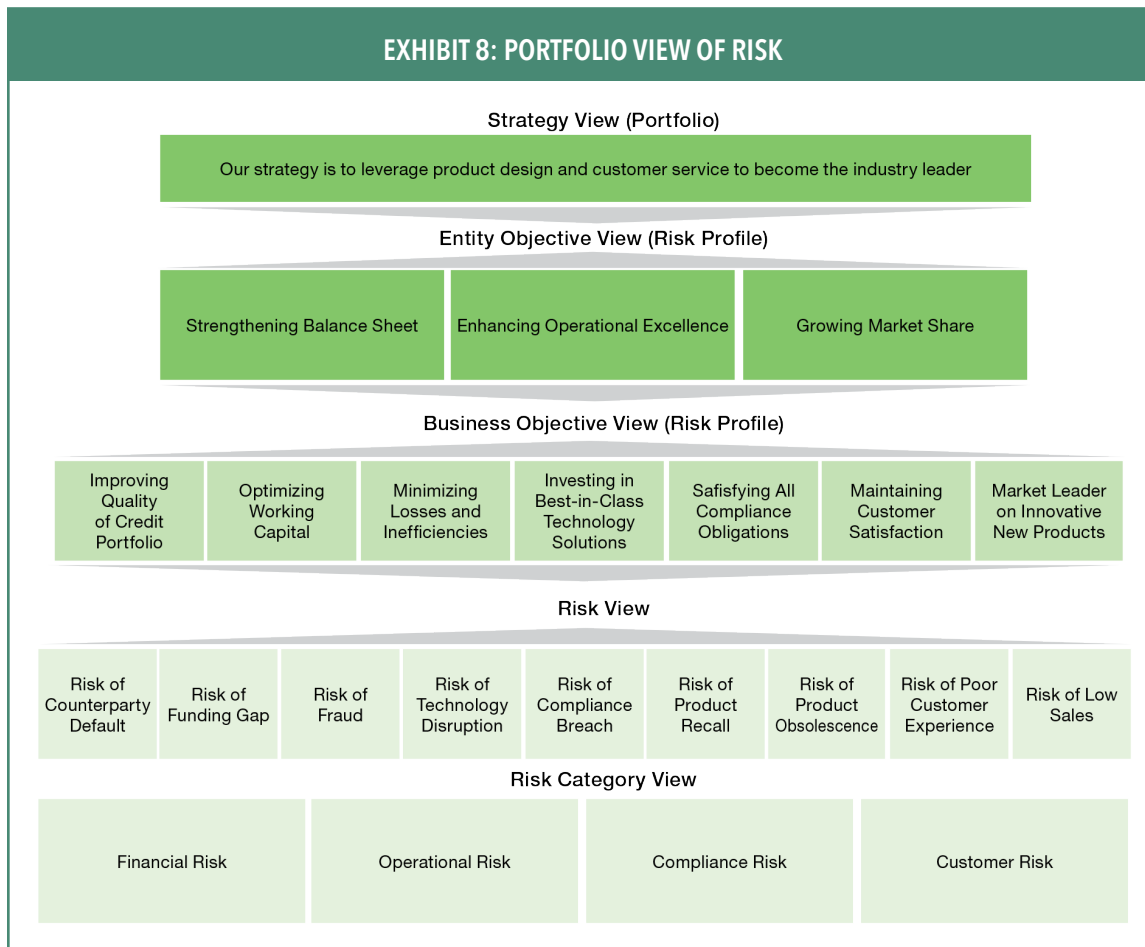 EXHIBIT 8: PORTFOLIO VIEW OF RISK
Strategy View (Portfolio)
Our strategy is to leverage product design and customer service to become the industry leader
Entity Objective View (Risk Profile)
Strengthening Balance Sheet
Enhancing Operational Excellence
Growing Market Share
Business Objective View (Risk Profile)
Improving
Quality
of Credit
Portfolio
Optimizing
Working
Capital
Minimizing
Losses and
Inefficiencies
Investing in
Best-in-Class
Technology
Solutions
Safisfying All
Compliance
Obligations
Maintaining
Customer
Satisfaction
Market Leader
on Innovative
New Products
Risk View
Risk of
Counterparty
Default
Risk of
Funding Gap
Risk of
Fraud
Risk of
Technology
Disruption
Risk of
Compliance
Breach
Risk of
Product
Recall
Risk of
Product
Obsolescence
Risk of Poor
Customer
Experience
Risk of Low
Sales
Risk Category View
Financial Risk
Operational Risk
Compliance Risk
Customer Risk